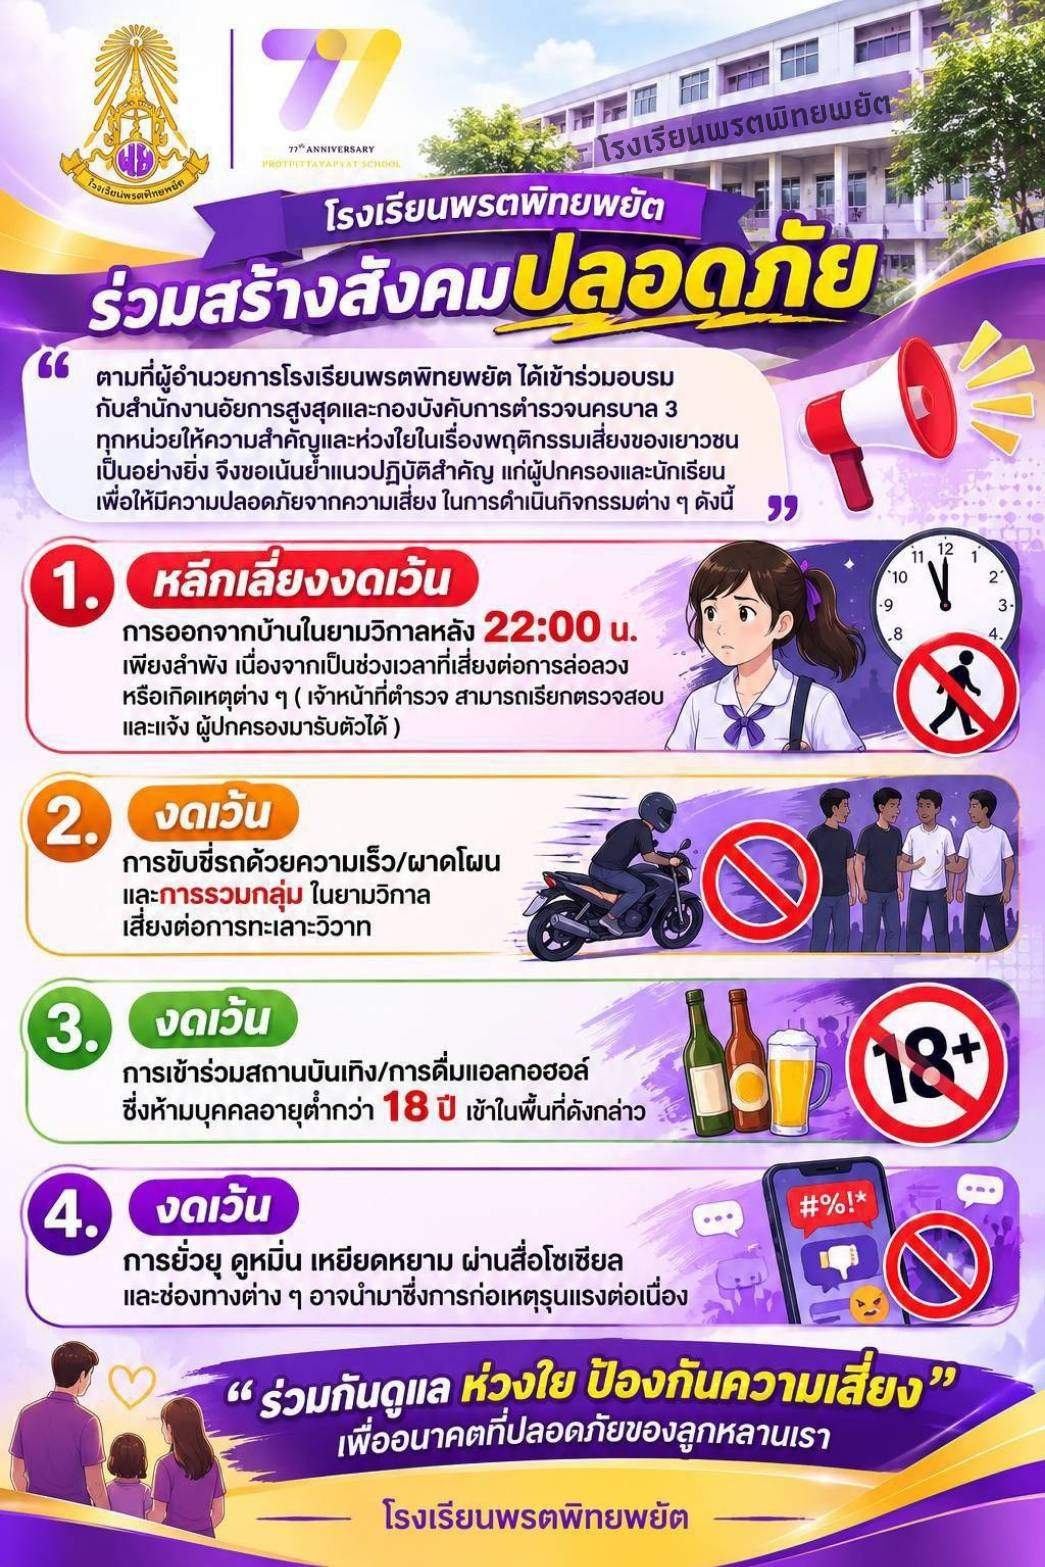 โรงเรียนพรตพิทยพยัต
77
77th ANNIVERSARY
PROTPITTAYAPYAT SCHOOL
โรงเรียนพรตพิทยพยัต
โรงเรียนพรตพิทยพยัต
ร่วมสร้างสังคมปลอดภัย
“ ตามที่ผู้อำนวยการโรงเรียนพรตพิทยพยัต ได้เข้าร่วมอบรม
กับสำนักงานอัยการสูงสุดและกองบังคับการตำรวจนครบาล 3
ทุกหน่วยให้ความสำคัญและห่วงใยในเรื่องพฤติกรรมเสี่ยงของเยาวชน
เป็นอย่างยิ่ง จึงขอเน้นย้ำแนวปฏิบัติสำคัญ แก่ผู้ปกครองและนักเรียน
เพื่อให้มีความปลอดภัยจากความเสี่ยง ในการดำเนินกิจกรรมต่าง ๆ ดังนี้ ”
1. หลีกเลี่ยงงดเว้น
การออกจากบ้านในยามวิกาลหลัง 22:00 น.
เพียงลำพัง เนื่องจากเป็นช่วงเวลาที่เสี่ยงต่อการล่อลวง
หรือเกิดเหตุต่าง ๆ ( เจ้าหน้าที่ตำรวจ สามารถเรียกตรวจสอบ
และแจ้ง ผู้ปกครองมารับตัวได้ )
11 12 1
10 2
9 3
8 4
2. งดเว้น
การขับขี่รถด้วยความเร็ว/ผาดโผน
และการรวมกลุ่ม ในยามวิกาล
เสี่ยงต่อการทะเลาะวิวาท
3. งดเว้น
การเข้าร่วมสถานบันเทิง/การดื่มแอลกอฮอล์
ซึ่งห้ามบุคคลอายุต่ำกว่า 18 ปี เข้าในพื้นที่ดังกล่าว
18+
4. งดเว้น
การยั่วยุ ดูหมิ่น เหยียดหยาม ผ่านสื่อโซเซียล
และช่องทางต่าง ๆ อาจนำมาซึ่งการก่อเหตุรุนแรงต่อเนื่อง
#%!*
“ ร่วมกันดูแล ห่วงใย ป้องกันความเสี่ยง ”
เพื่ออนาคตที่ปลอดภัยของลูกหลานเรา
โรงเรียนพรตพิทยพยัต